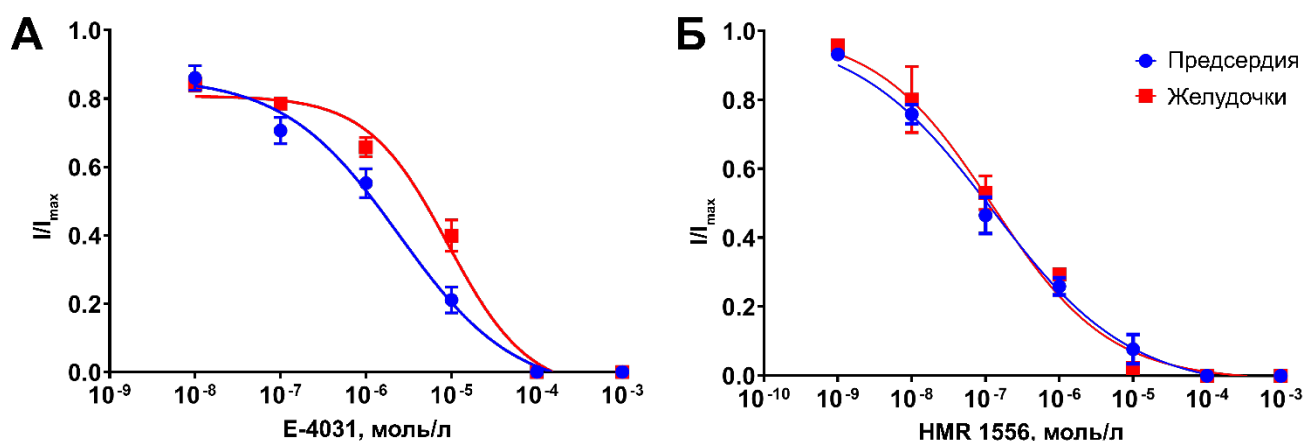 А
I/Imax
1.0
0.8
0.6
0.4
0.2
0.0
10-9 10-8 10-7 10-6 10-5 10-4 10-3
E-4031, моль/л
Б
I/Imax
1.0
0.8
0.6
0.4
0.2
0.0
10-10 10-9 10-8 10-7 10-6 10-5 10-4 10-3
HMR 1556, моль/л
Предсердия
Желудочки